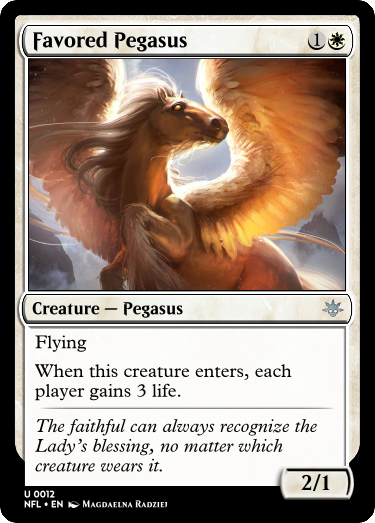 Favored Pegasus 1
Creature — Pegasus
Flying
When this creature enters, each
player gains 3 life.
The faithful can always recognize the
Lady's blessing, no matter which
creature wears it.
2/1
U 0012
NFL • EN Magdaelna Radziej